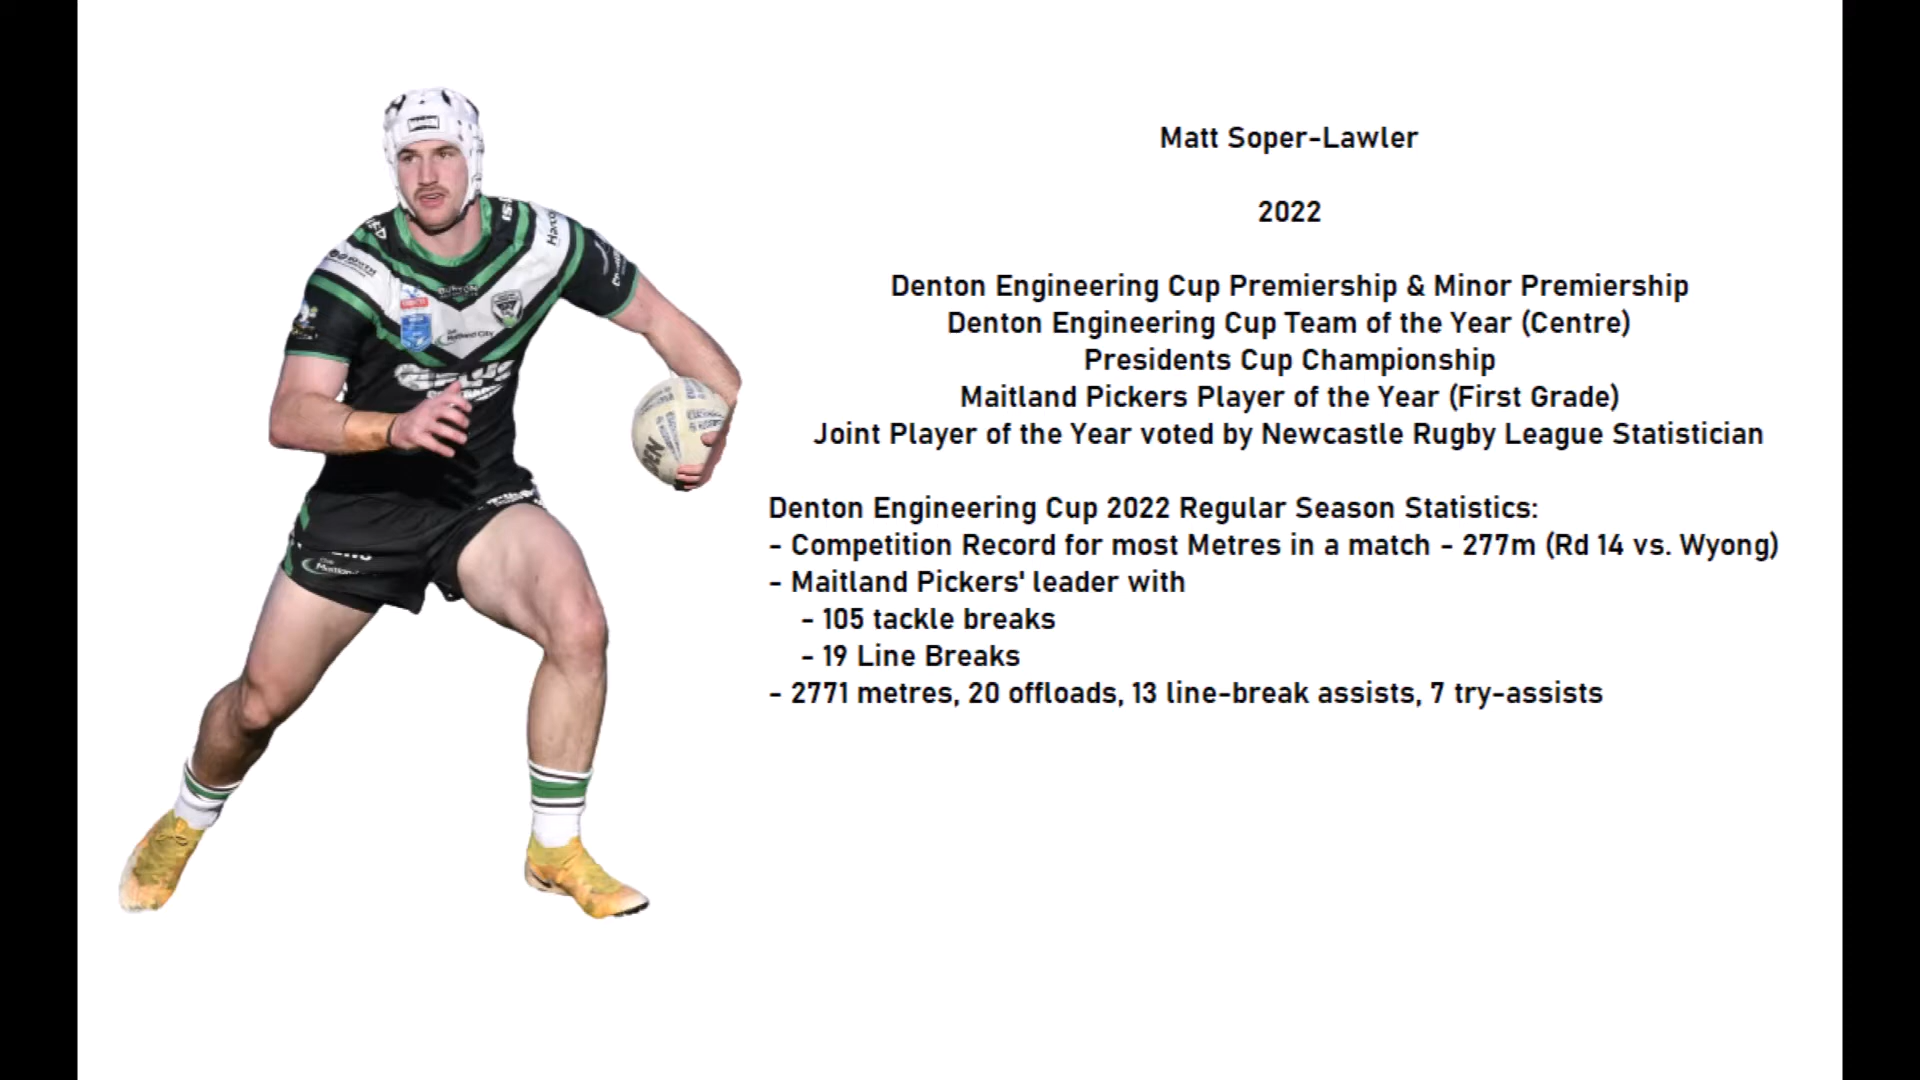 Matt Soper-Lawler
2022
Denton Engineering Cup Premiership & Minor Premiership
Denton Engineering Cup Team of the Year (Centre)
Presidents Cup Championship
Maitland Pickers Player of the Year (First Grade)
Joint Player of the Year voted by Newcastle Rugby League Statistician
Denton Engineering Cup 2022 Regular Season Statistics:
- Competition Record for most Metres in a match - 277m (Rd 14 vs. Wyong)
- Maitland Pickers' leader with
- 105 tackle breaks
- 19 Line Breaks
- 2771 metres, 20 offloads, 13 line-break assists, 7 try-assists